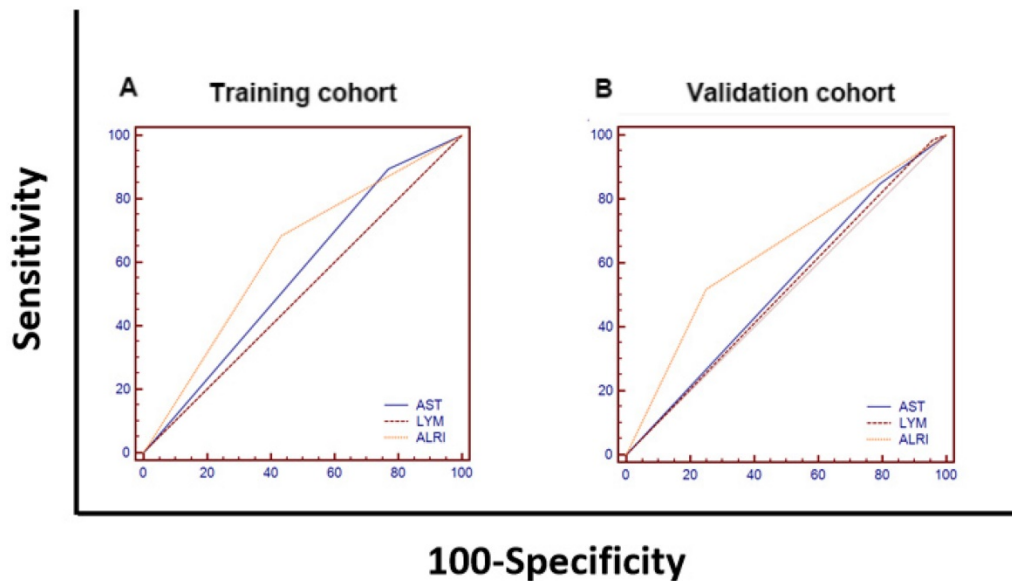 A Training cohort
B Validation cohort
Sensitivity
100
80
60
40
20
0
0 20 40 60 80 100
AST
LYM
ALRI
100
80
60
40
20
0
0 20 40 60 80 100
AST
LYM
ALRI
100-Specificity